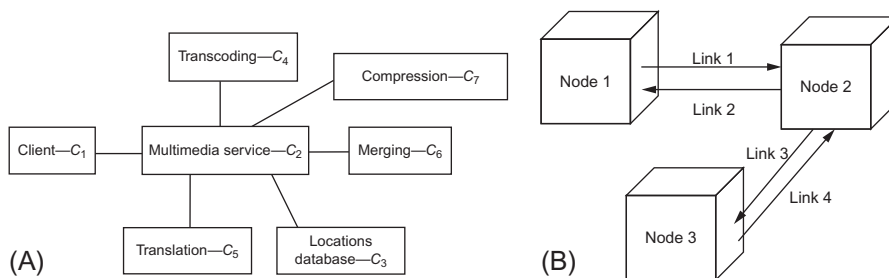 Transcoding—C4
Compression—C7
Client—C1
Multimedia service—C2
Merging—C6
Translation—C5
Locations
database—C3
(A)
Node 1
Link 1
Link 2
Node 2
Link 3
Link 4
Node 3
(B)